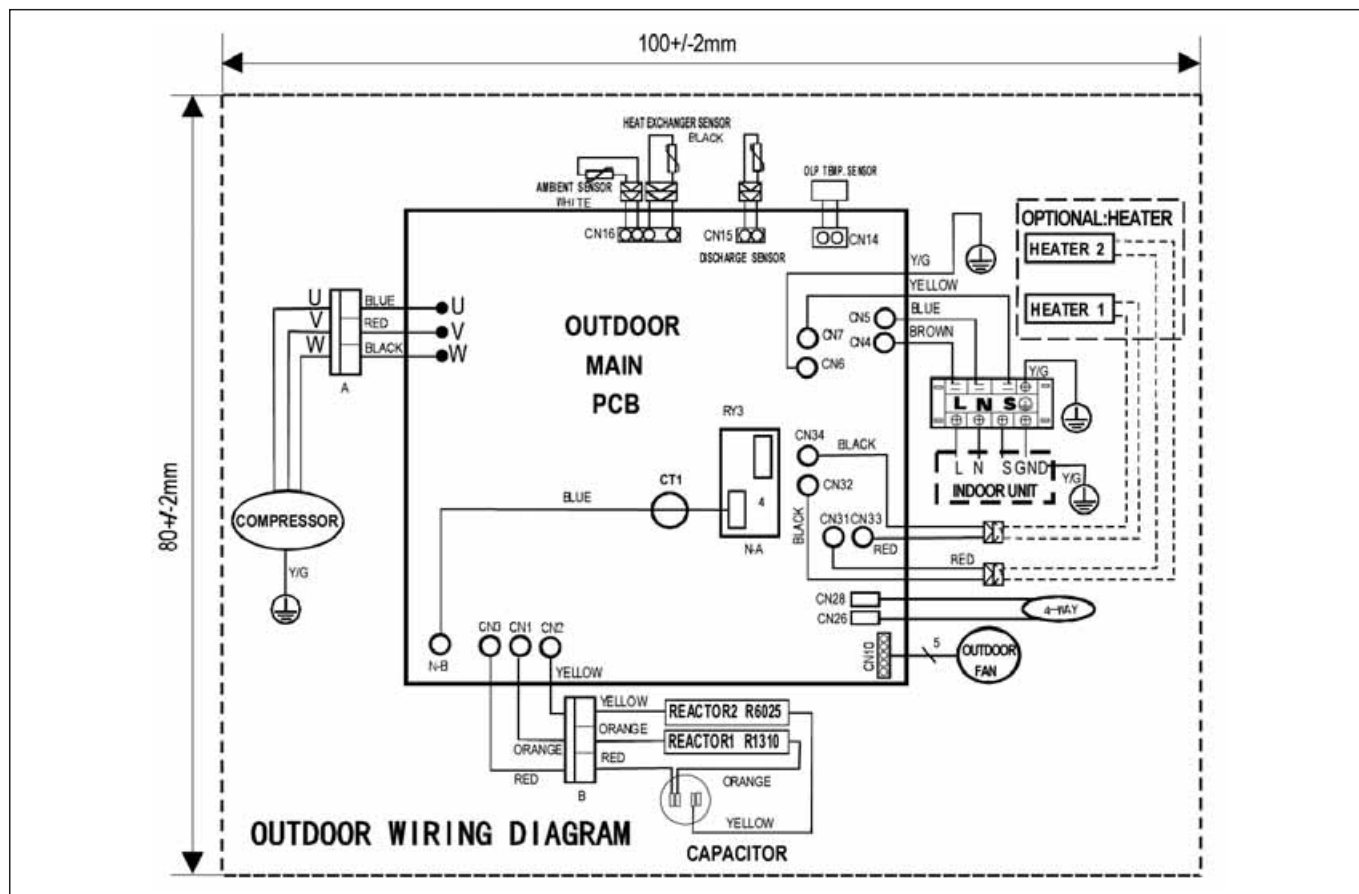 100+/-2mm
80+/-2mm
HEAT EXCHANGER SENSOR
BLACK
AMBIENT SENSOR
WHITE
OLP TEMP. SENSOR
CN16
CN15
DISCHARGE SENSOR
CN14
OPTIONAL:HEATER
HEATER 2
HEATER 1
Y/G
YELLOW
BLUE
BROWN
CN5
CN4
CN7
CN6
U
V
W
BLUE
RED
BLACK
U
V
W
A
OUTDOOR
MAIN
PCB
Y/G
L N S
L N S GND
Y/G
INDOOR UNIT
RY3
4
N-A
CT1
BLUE
CN34
BLACK
CN32
BLACK
CN31 CN33
RED
RED
COMPRESSOR
Y/G
CN28
CN26
4-WAY
CN10
5
OUTDOOR
FAN
N-B
CN3 CN1 CN2
YELLOW
YELLOW
REACTOR2 R6025
ORANGE
ORANGE
REACTOR1 R1310
RED
RED
ORANGE
B
YELLOW
OUTDOOR WIRING DIAGRAM
CAPACITOR